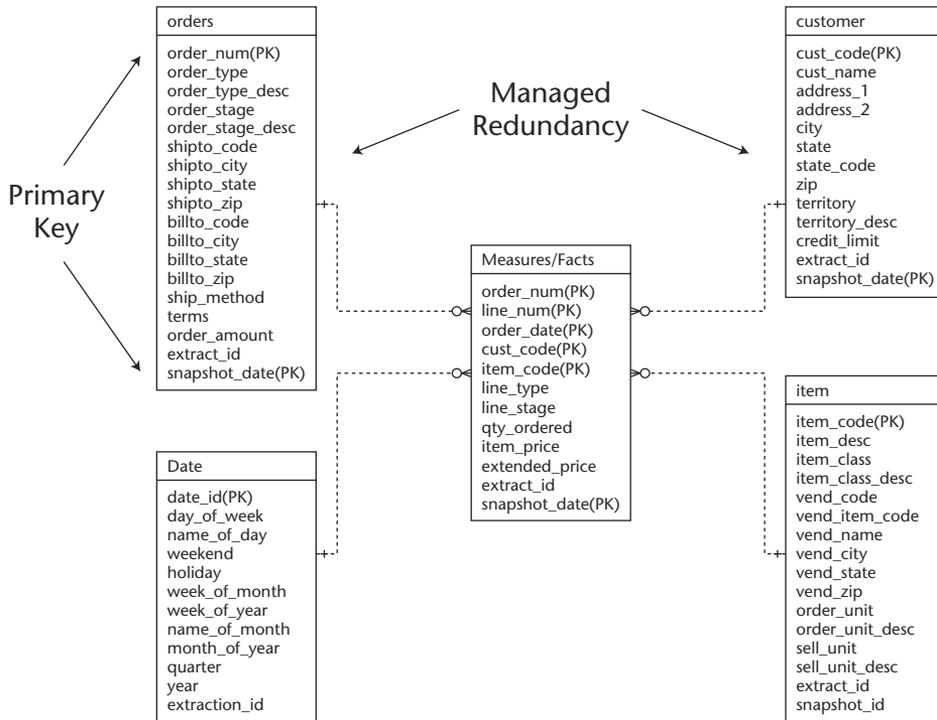 orders
order_num(PK)
order_type
order_type_desc
order_stage
order_stage_desc
shipto_code
shipto_city
shipto_state
shipto_zip
billto_code
billto_city
billto_state
billto_zip
ship_method
terms
order_amount
extract_id
snapshot_date(PK)
Primary
Key
Managed
Redundancy
customer
cust_code(PK)
cust_name
address_1
address_2
city
state
state_code
zip
territory
territory_desc
credit_limit
extract_id
snapshot_date(PK)
Measures/Facts
order_num(PK)
line_num(PK)
order_date(PK)
cust_code(PK)
item_code(PK)
line_type
line_stage
qty_ordered
item_price
extended_price
extract_id
snapshot_date(PK)
Date
date_id(PK)
day_of_week
name_of_day
weekend
holiday
week_of_month
week_of_year
name_of_month
month_of_year
quarter
year
extraction_id
item
item_code(PK)
item_desc
item_class
item_class_desc
vend_code
vend_item_code
vend_name
vend_city
vend_state
vend_zip
order_unit
order_unit_desc
sell_unit
sell_unit_desc
extract_id
snapshot_id